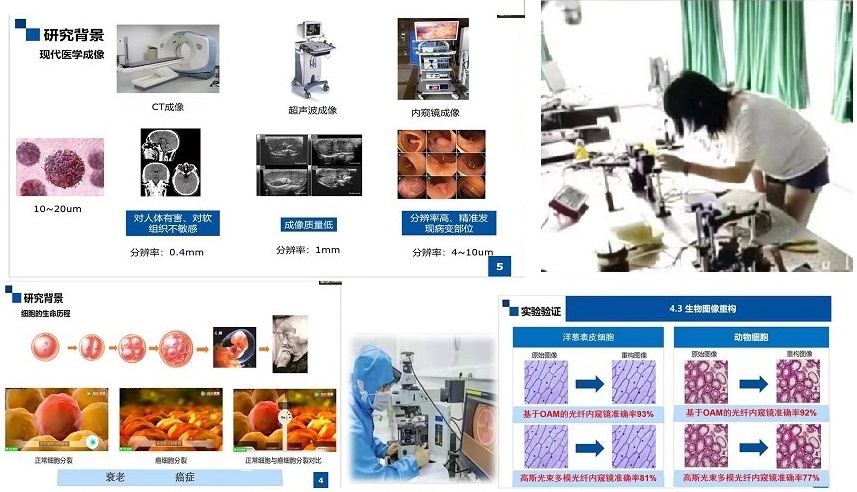 研究背景
现代医学成像
CT成像
超声波成像
内窥镜成像
10~20um
对人体有害、对软
组织不敏感
成像质量低
分辨率高、精准发
现病变部位
分辨率：0.4mm
分辨率：1mm
分辨率：4~10um
5
研究背景
细胞的生命历程
正常细胞分裂
癌细胞分裂
正常细胞与癌细胞分裂对比
衰老
癌症
4
实验验证
4.3 生物图像重构
洋葱表皮细胞
动物细胞
原始图像
重构图像
原始图像
重构图像
基于OAM的光纤内窥镜准确率93%
基于OAM的光纤内窥镜准确率92%
高斯光束多模光纤内窥镜准确率81%
高斯光束多模光纤内窥镜准确率77%